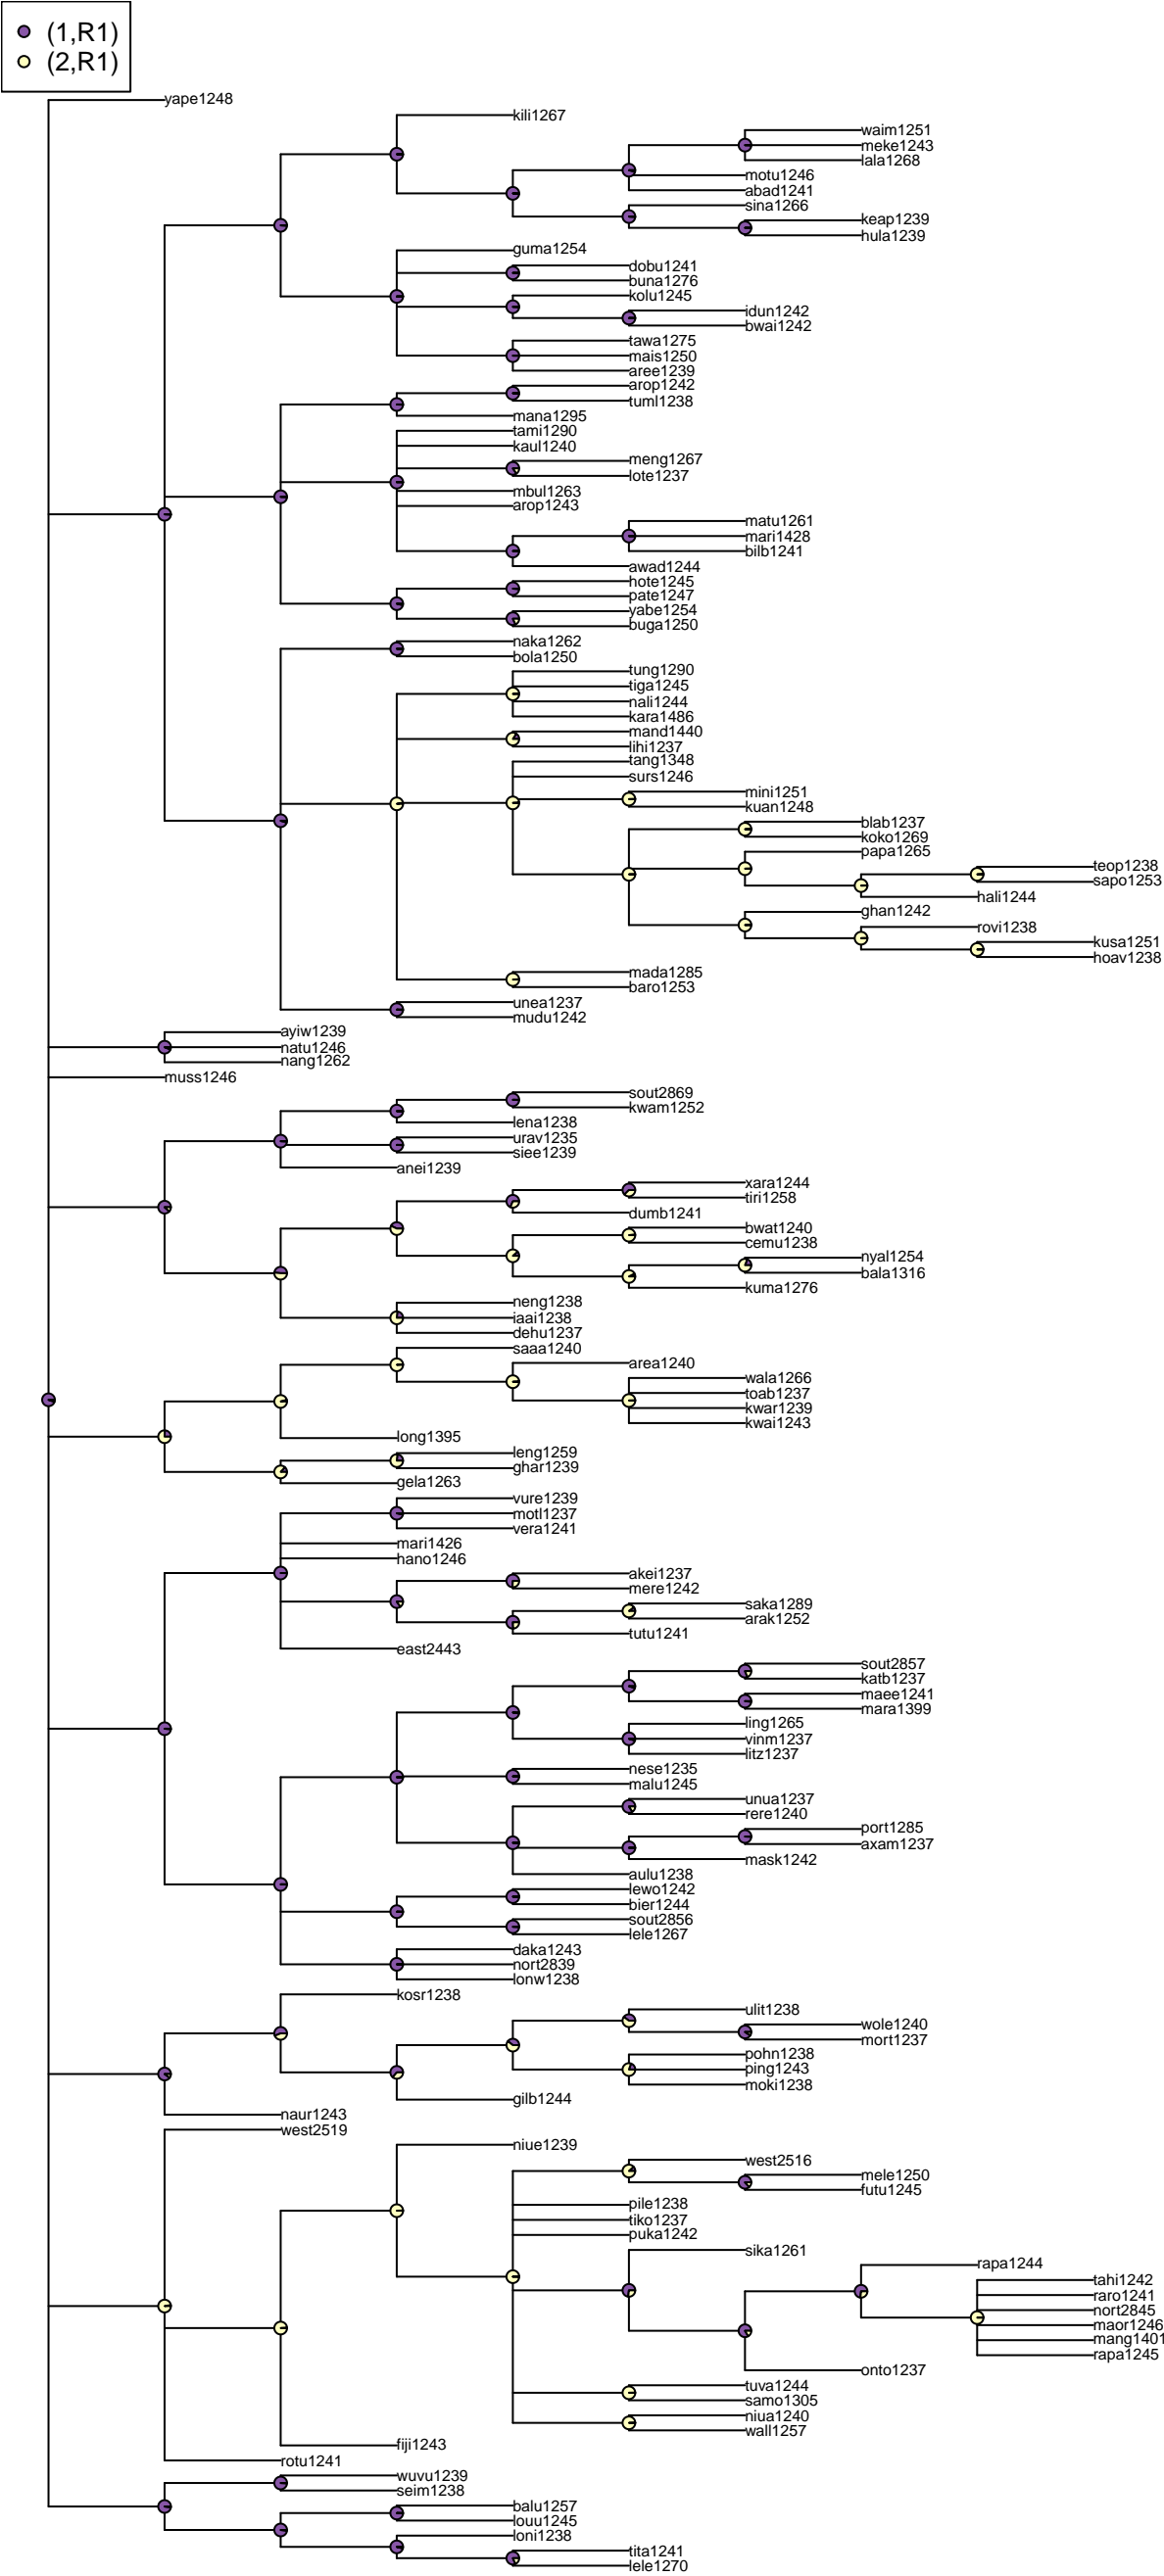 (1,R1)
(2,R1)
yape1248
kili1267
waim1251
meke1243
lala1268
motu1246
abad1241
sina1266
keap1239
hula1239
guma1254
dobu1241
buna1276
kolu1245
idun1242
bwai1242
tawa1275
mais1250
aree1239
arop1242
tuml1238
mana1295
tami1290
kaul1240
meng1267
lote1237
mbul1263
arop1243
matu1261
mari1428
bilb1241
awad1244
hote1245
pate1247
yabe1254
buga1250
naka1262
bola1250
tung1290
tiga1245
nali1244
kara1486
mand1440
lihi1237
tang1348
surs1246
mini1251
kuan1248
blab1237
koko1269
papa1265
teop1238
sapo1253
hali1244
ghan1242
rovi1238
kusa1251
hoav1238
mada1285
baro1253
unea1237
mudu1242
ayiw1239
natu1246
nang1262
muss1246
sout2869
kwam1252
lena1238
urav1235
siee1239
anei1239
xara1244
tiri1258
dumb1241
bwat1240
cemu1238
nyal1254
bala1316
kuma1276
neng1238
iaai1238
dehu1237
saaa1240
area1240
wala1266
toab1237
kwar1239
kwai1243
long1395
leng1259
ghar1239
gela1263
vure1239
motl1237
vera1241
mari1426
hano1246
akei1237
mere1242
saka1289
arak1252
tutu1241
east2443
sout2857
katb1237
maee1241
mara1399
ling1265
vinm1237
litz1237
nese1235
malu1245
unua1237
rere1240
port1285
axam1237
mask1242
aulu1238
lewo1242
bier1244
sout2856
lele1267
daka1243
nort2839
lonw1238
kosr1238
ulit1238
wole1240
mort1237
pohn1238
ping1243
moki1238
gilb1244
naur1243
west2519
niue1239
west2516
mele1250
futu1245
pile1238
tiko1237
puka1242
sika1261
rapa1244
tahi1242
raro1241
nort2845
maor1246
mang1401
rapa1245
onto1237
tuva1244
samo1305
niua1240
wall1257
fiji1243
rotu1241
wuvu1239
seim1238
balu1257
louu1245
loni1238
tita1241
lele1270